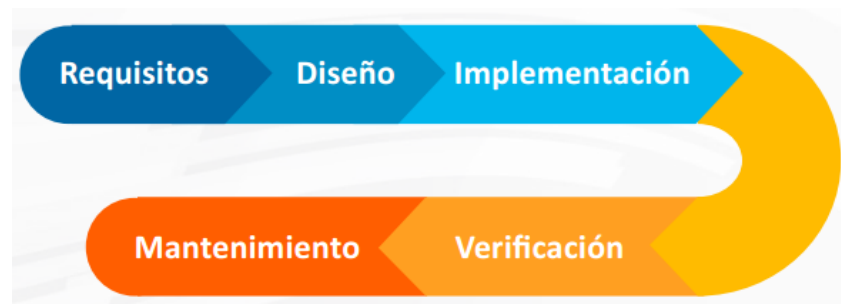 Requisitos
Diseño
Implementación
Verificación
Mantenimiento